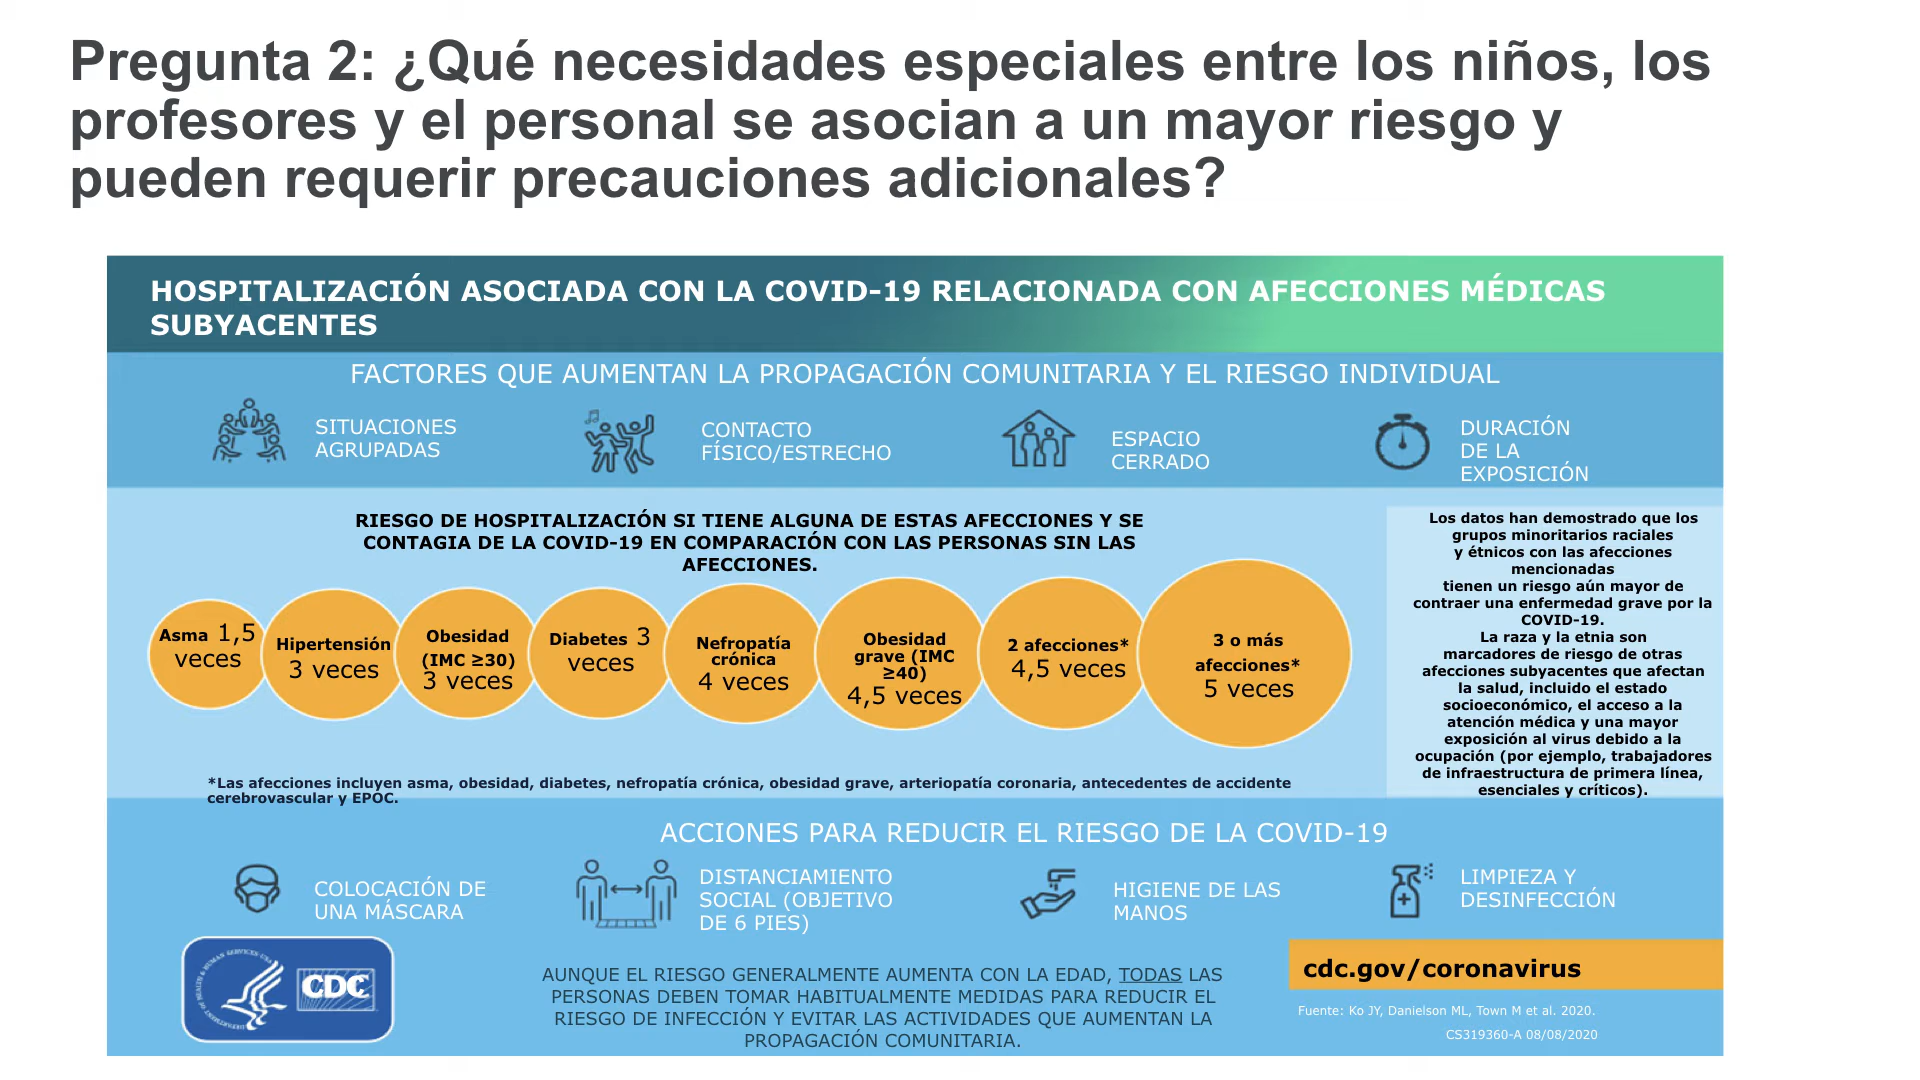 Pregunta 2: ¿Qué necesidades especiales entre los niños, los
profesores y el personal se asocian a un mayor riesgo y
pueden requerir precauciones adicionales?
HOSPITALIZACIÓN ASOCIADA CON LA COVID-19 RELACIONADA CON AFECCIONES MÉDICAS
SUBYACENTES
FACTORES QUE AUMENTAN LA PROPAGACIÓN COMUNITARIA Y EL RIESGO INDIVIDUAL
SITUACIONES
AGRUPADAS
CONTACTO
FÍSICO/ESTRECHO
ESPACIO
CERRADO
DURACIÓN
DE LA
EXPOSICIÓN
RIESGO DE HOSPITALIZACIÓN SI TIENE ALGUNA DE ESTAS AFECCIONES Y SE
CONTAGIA DE LA COVID-19 EN COMPARACIÓN CON LAS PERSONAS SIN LAS
AFECCIONES.
Asma 1,5
veces
Hipertensión
3 veces
Obesidad
(IMC ≥30)
3 veces
Diabetes 3
veces
Nefropatía
crónica
4 veces
Obesidad
grave (IMC
≥40)
4,5 veces
2 afecciones*
4,5 veces
3 o más
afecciones*
5 veces
*Las afecciones incluyen asma, obesidad, diabetes, nefropatía crónica, obesidad grave, arteriopatía coronaria, antecedentes de accidente
cerebrovascular y EPOC.
Los datos han demostrado que los
grupos minoritarios raciales
y étnicos con las afecciones
mencionadas
tienen un riesgo aún mayor de
contraer una enfermedad grave por la
COVID-19.
La raza y la etnia son
marcadores de riesgo de otras
afecciones subyacentes que afectan
la salud, incluido el estado
socioeconómico, el acceso a la
atención médica y una mayor
exposición al virus debido a la
ocupación (por ejemplo, trabajadores
de infraestructura de primera línea,
esenciales y críticos).
ACCIONES PARA REDUCIR EL RIESGO DE LA COVID-19
COLOCACIÓN DE
UNA MÁSCARA
DISTANCIAMIENTO
SOCIAL (OBJETIVO
DE 6 PIES)
HIGIENE DE LAS
MANOS
LIMPIEZA Y
DESINFECCIÓN
CDC
AUNQUE EL RIESGO GENERALMENTE AUMENTA CON LA EDAD, TODAS LAS
PERSONAS DEBEN TOMAR HABITUALMENTE MEDIDAS PARA REDUCIR EL
RIESGO DE INFECCIÓN Y EVITAR LAS ACTIVIDADES QUE AUMENTAN LA
PROPAGACIÓN COMUNITARIA.
cdc.gov/coronavirus
Fuente: Ko JY, Danielson ML, Town M et al. 2020.
CS319360-A 08/08/2020